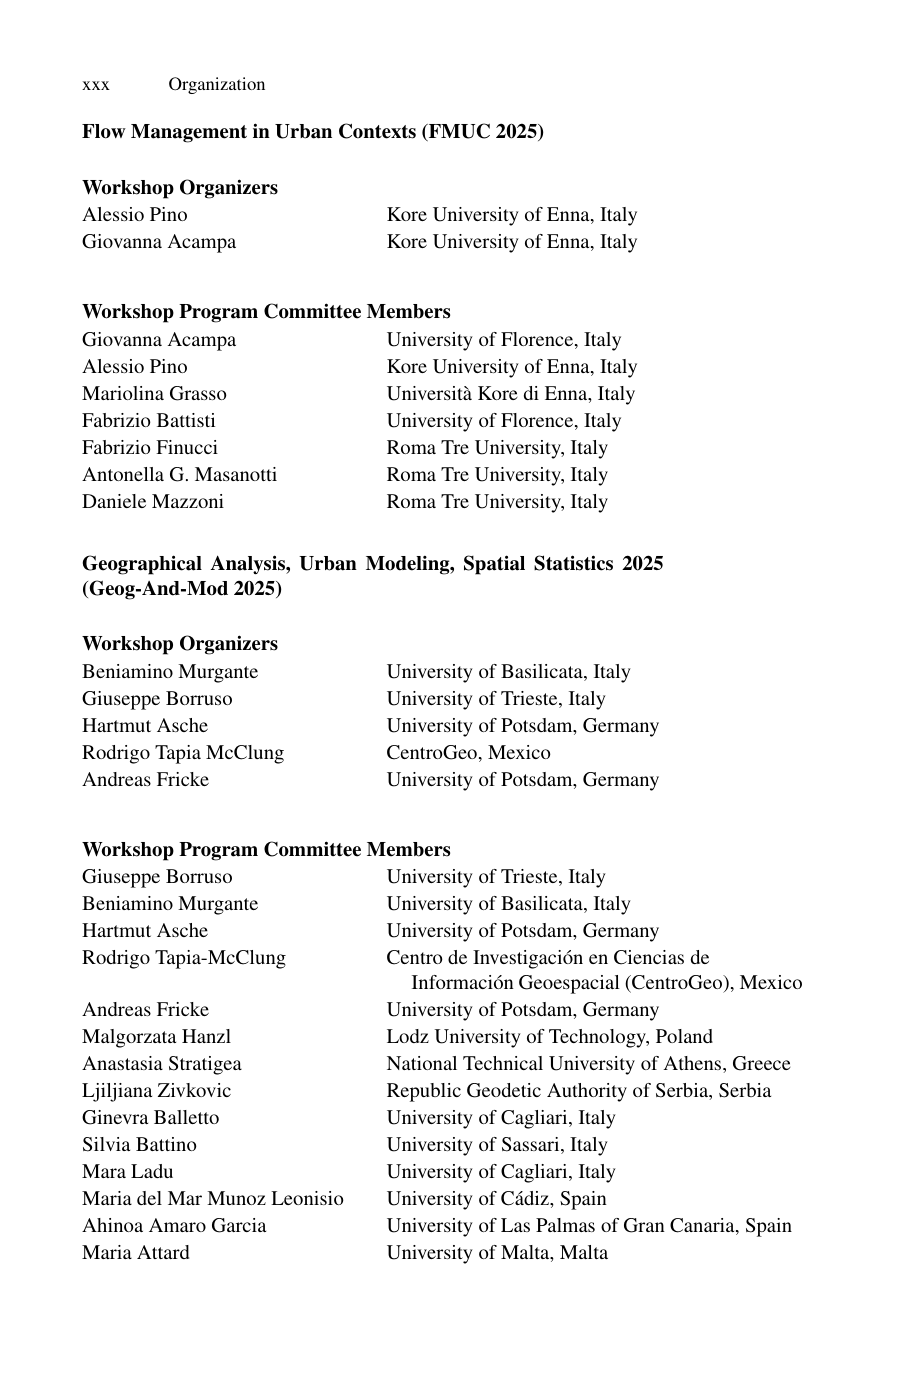 xxx Organization
Flow Management in Urban Contexts (FMUC 2025)
Workshop Organizers
Alessio Pino Kore University of Enna, Italy
Giovanna Acampa Kore University of Enna, Italy
Workshop Program Committee Members
Giovanna Acampa University of Florence, Italy
Alessio Pino Kore University of Enna, Italy
Mariolina Grasso Università Kore di Enna, Italy
Fabrizio Battisti University of Florence, Italy
Fabrizio Finucci Roma Tre University, Italy
Antonella G. Masanotti Roma Tre University, Italy
Daniele Mazzoni Roma Tre University, Italy
Geographical Analysis, Urban Modeling, Spatial Statistics 2025
(Geog-And-Mod 2025)
Workshop Organizers
Beniamino Murgante University of Basilicata, Italy
Giuseppe Borruso University of Trieste, Italy
Hartmut Asche University of Potsdam, Germany
Rodrigo Tapia McClung CentroGeo, Mexico
Andreas Fricke University of Potsdam, Germany
Workshop Program Committee Members
Giuseppe Borruso University of Trieste, Italy
Beniamino Murgante University of Basilicata, Italy
Hartmut Asche University of Potsdam, Germany
Rodrigo Tapia-McClung Centro de Investigación en Ciencias de
Información Geoespacial (CentroGeo), Mexico
Andreas Fricke University of Potsdam, Germany
Malgorzata Hanzl Lodz University of Technology, Poland
Anastasia Stratigea National Technical University of Athens, Greece
Ljiljiana Zivkovic Republic Geodetic Authority of Serbia, Serbia
Ginevra Balletto University of Cagliari, Italy
Silvia Battino University of Sassari, Italy
Mara Ladu University of Cagliari, Italy
Maria del Mar Munoz Leonisio University of Cádiz, Spain
Ahinoa Amaro Garcia University of Las Palmas of Gran Canaria, Spain
Maria Attard University of Malta, Malta